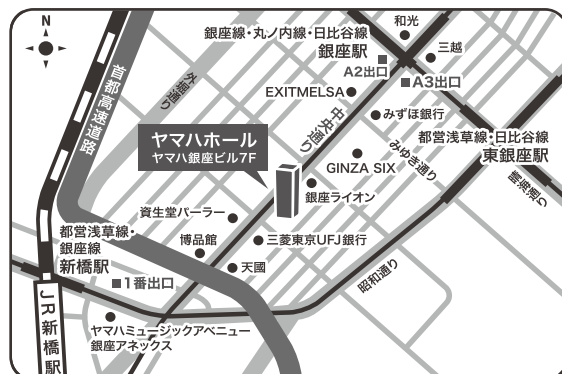 N
和光
銀座線・丸ノ内線・日比谷線
銀座駅
三越
A2出口
A3出口
EXITMELSA
首都高速道路
外堀通り
中央通り
みずほ銀行
都営浅草線・日比谷線
東銀座駅
ヤマハホール
ヤマハ銀座ビル7F
みゆき通り
GINZA SIX
晴海通り
銀座ライオン
資生堂パーラー
都営浅草線・
銀座線
新橋駅
博品館
三菱東京UFJ銀行
天國
昭和通り
1番出口
JR新橋駅
ヤマハミュージックアベニュー
銀座アネックス